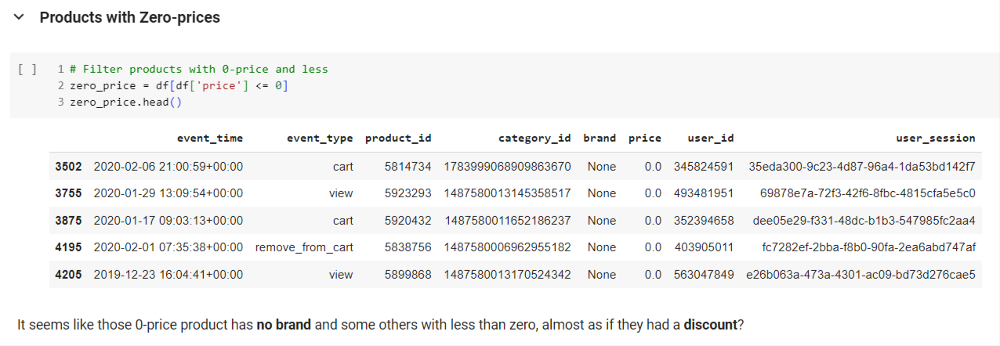 Products with Zero-prices
[ ] 1 # Filter products with 0-price and less
2 zero_price = df[df['price'] <= 0]
3 zero_price.head()
event_time event_type product_id category_id brand price user_id user_session
3502 2020-02-06 21:00:59+00:00 cart 5814734 1783999068909863670 None 0.0 345824591 35eda300-9c23-4d87-96a4-1da53bd142f7
3755 2020-01-29 13:09:54+00:00 view 5923293 1487580013145358517 None 0.0 493481951 69878e7a-72f3-42f6-8fbc-4815cfa5e5c0
3875 2020-01-17 09:03:13+00:00 cart 5920432 1487580011652186237 None 0.0 352394658 dee05e29-f331-48dc-b1b3-547985fc2aa4
4195 2020-02-01 07:35:38+00:00 remove_from_cart 5838756 1487580006962955182 None 0.0 403905011 fc7282ef-2bba-f8b0-90fa-2ea6abd747af
4205 2019-12-23 16:04:41+00:00 view 5899868 1487580013170524342 None 0.0 563047849 e26b063a-473a-4301-ac09-bd73d276cae5
It seems like those 0-price product has no brand and some others with less than zero, almost as if they had a discount?